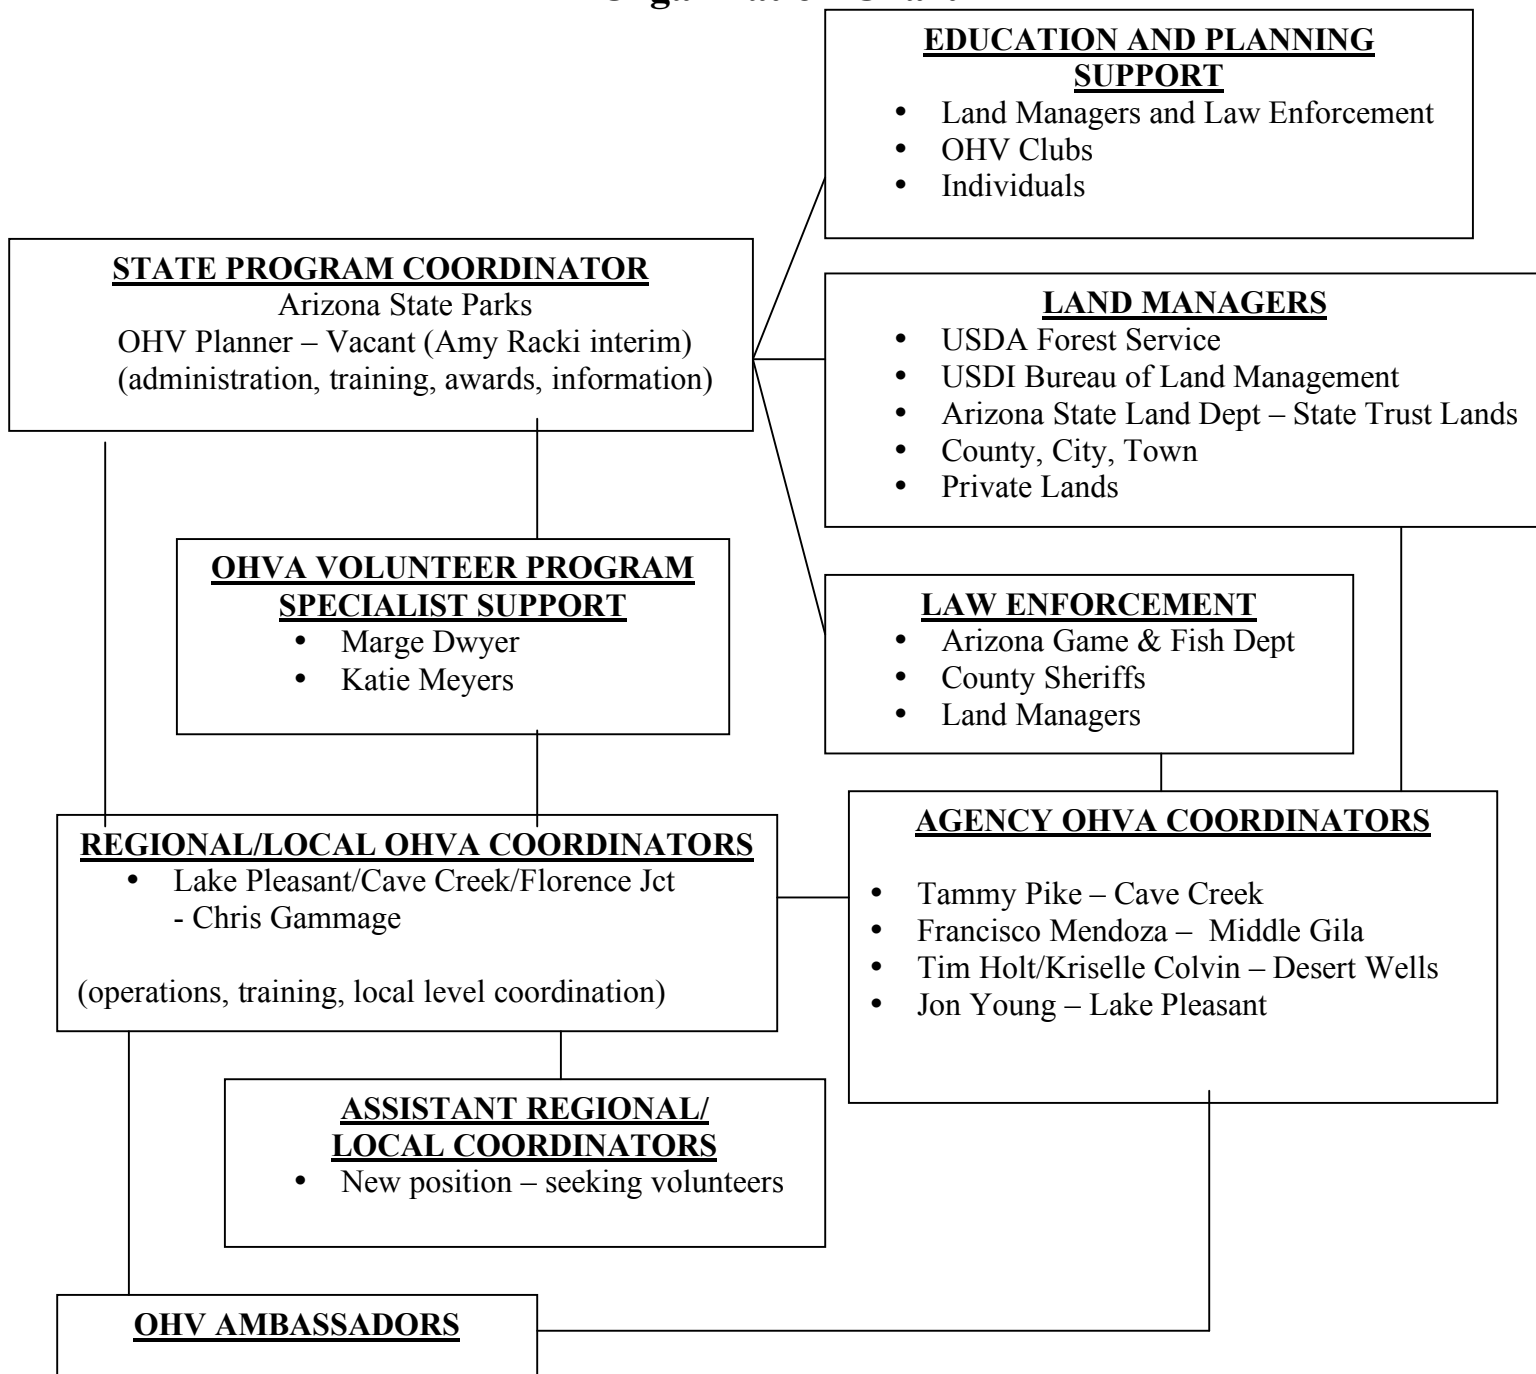 EDUCATION AND PLANNING
SUPPORT
• Land Managers and Law Enforcement
• OHV Clubs
• Individuals
STATE PROGRAM COORDINATOR
Arizona State Parks
OHV Planner – Vacant (Amy Racki interim)
(administration, training, awards, information)
LAND MANAGERS
• USDA Forest Service
• USDI Bureau of Land Management
• Arizona State Land Dept – State Trust Lands
• County, City, Town
• Private Lands
OHVA VOLUNTEER PROGRAM
SPECIALIST SUPPORT
• Marge Dwyer
• Katie Meyers
LAW ENFORCEMENT
• Arizona Game & Fish Dept
• County Sheriffs
• Land Managers
REGIONAL/LOCAL OHVA COORDINATORS
• Lake Pleasant/Cave Creek/Florence Jct
- Chris Gammage
(operations, training, local level coordination)
AGENCY OHVA COORDINATORS
• Tammy Pike – Cave Creek
• Francisco Mendoza – Middle Gila
• Tim Holt/Kriselle Colvin – Desert Wells
• Jon Young – Lake Pleasant
ASSISTANT REGIONAL/
LOCAL COORDINATORS
• New position – seeking volunteers
OHV AMBASSADORS